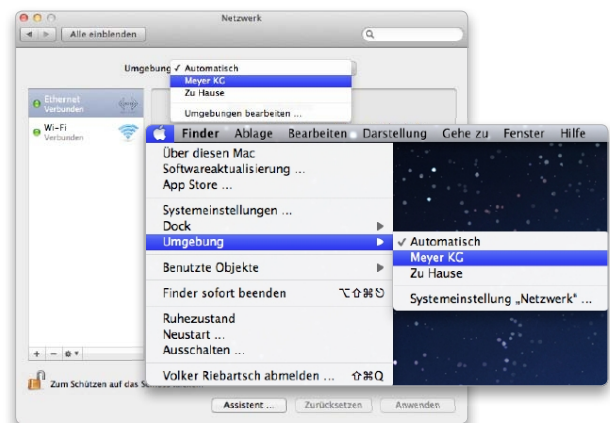 Netzwerk
Alle einblenden
Umgebung ✓ Automatisch
Meyer KG
Zu Hause
Umgebungen bearbeiten ...
Ethernet
Verbunden
Wi-Fi
Verbunden
Finder Ablage Bearbeiten Darstellung Gehe zu Fenster Hilfe
Über diesen Mac
Softwareaktualisierung ...
App Store ...
Systemeinstellungen ...
Dock
Umgebung
✓ Automatisch
Meyer KG
Zu Hause
Systemeinstellung „Netzwerk“ ...
Benutzte Objekte
Finder sofort beenden ⌥⇧⌘⎋
Ruhezustand
Neustart ...
Ausschalten ...
Volker Riebartsch abmelden ... ⇧⌘Q
Zum Schützen auf das
Assistent ... Zurücksetzen Anwenden